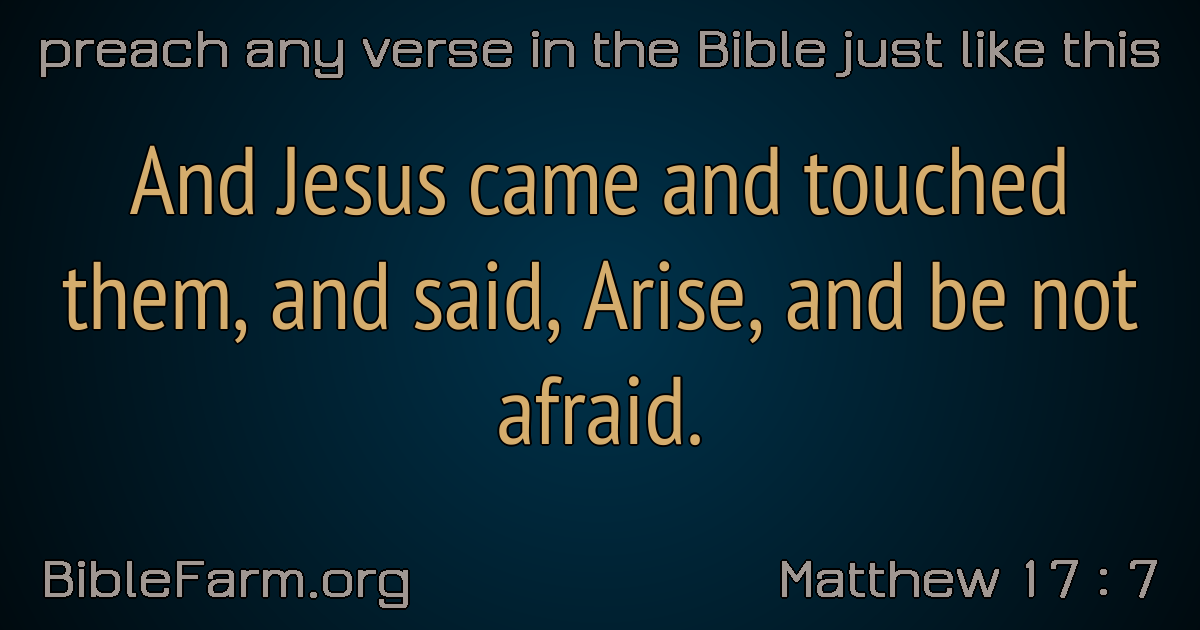 preach any verse in the Bible just like this
And Jesus came and touched
them, and said, Arise, and be not
afraid.
BibleFarm.org
Matthew 17 : 7